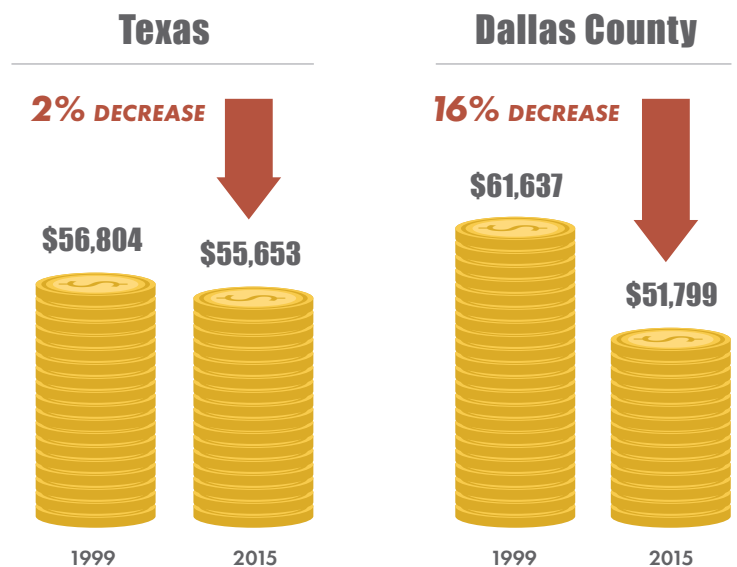 Texas
2% DECREASE
$56,804
$55,653
1999
2015
Dallas County
16% DECREASE
$61,637
$51,799
1999
2015